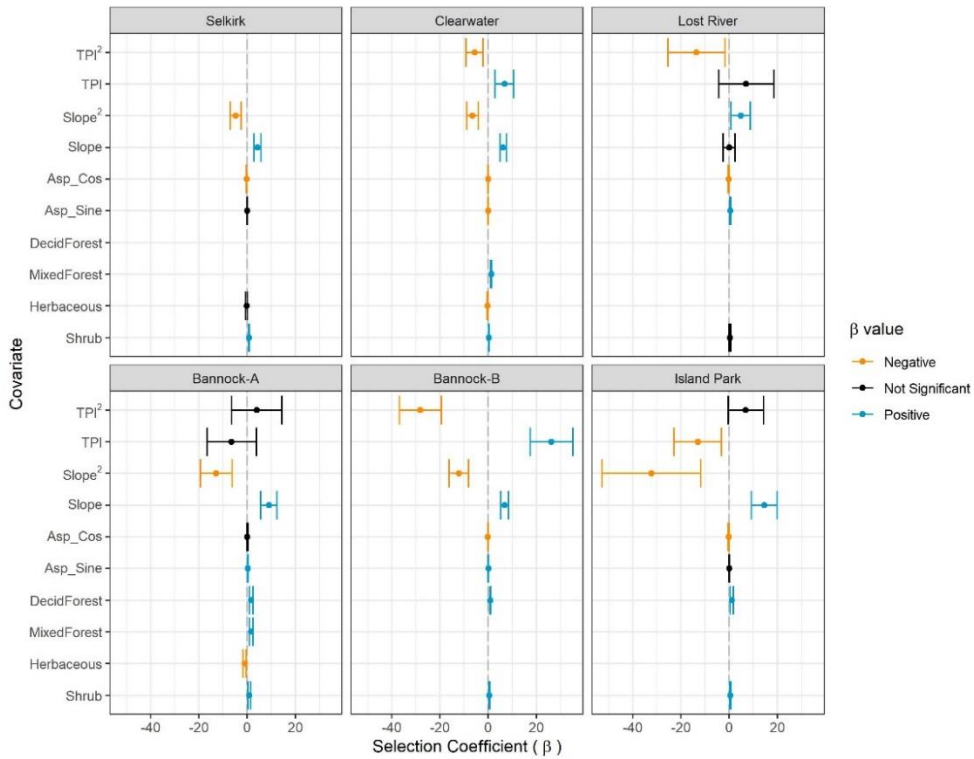 Selkirk
Clearwater
Lost River
TPI²
TPI
Slope²
Slope
Asp_Cos
Asp_Sine
DecidForest
MixedForest
Herbaceous
Shrub
Covariate
β value
Negative
Not Significant
Positive
Bannock-A
Bannock-B
Island Park
TPI²
TPI
Slope²
Slope
Asp_Cos
Asp_Sine
DecidForest
MixedForest
Herbaceous
Shrub
-40 -20 0 20 -40 -20 0 20 -40 -20 0 20
Selection Coefficient ( β )